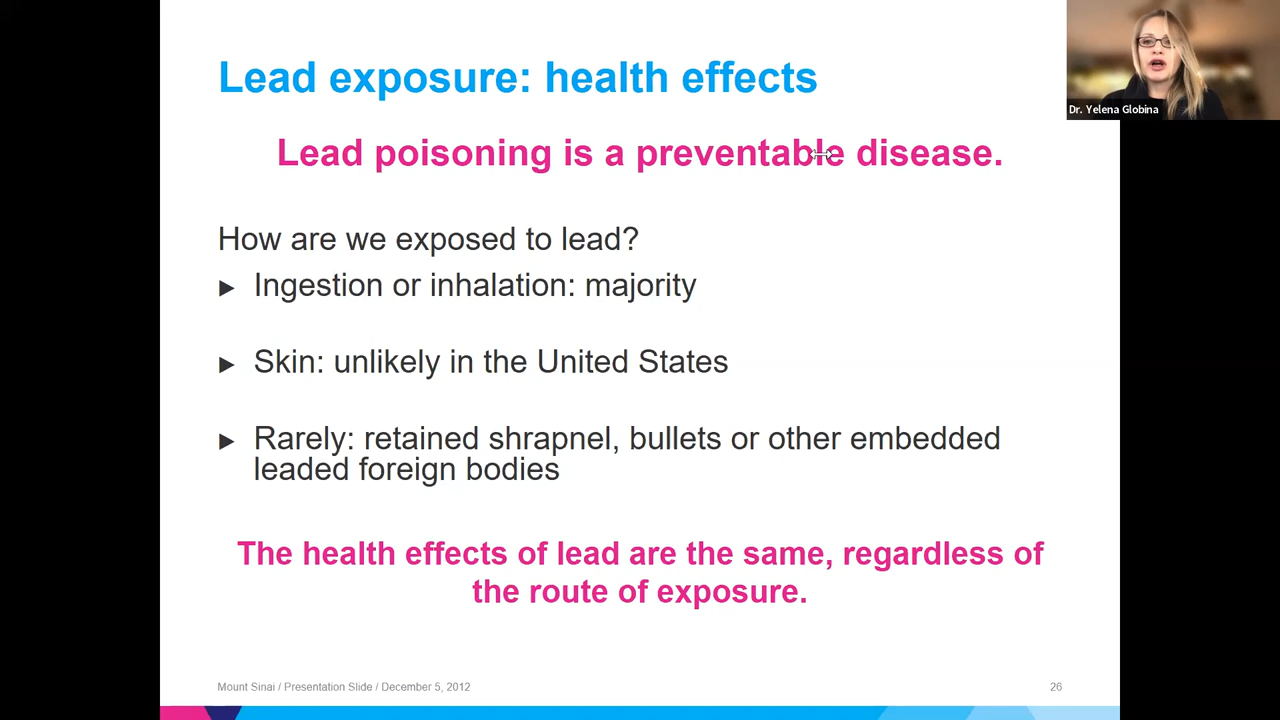 Lead exposure: health effects
Dr. Yelena Globina
Lead poisoning is a preventable disease.
How are we exposed to lead?
► Ingestion or inhalation: majority
► Skin: unlikely in the United States
► Rarely: retained shrapnel, bullets or other embedded
leaded foreign bodies
The health effects of lead are the same, regardless of
the route of exposure.
Mount Sinai / Presentation Slide / December 5, 2012
26